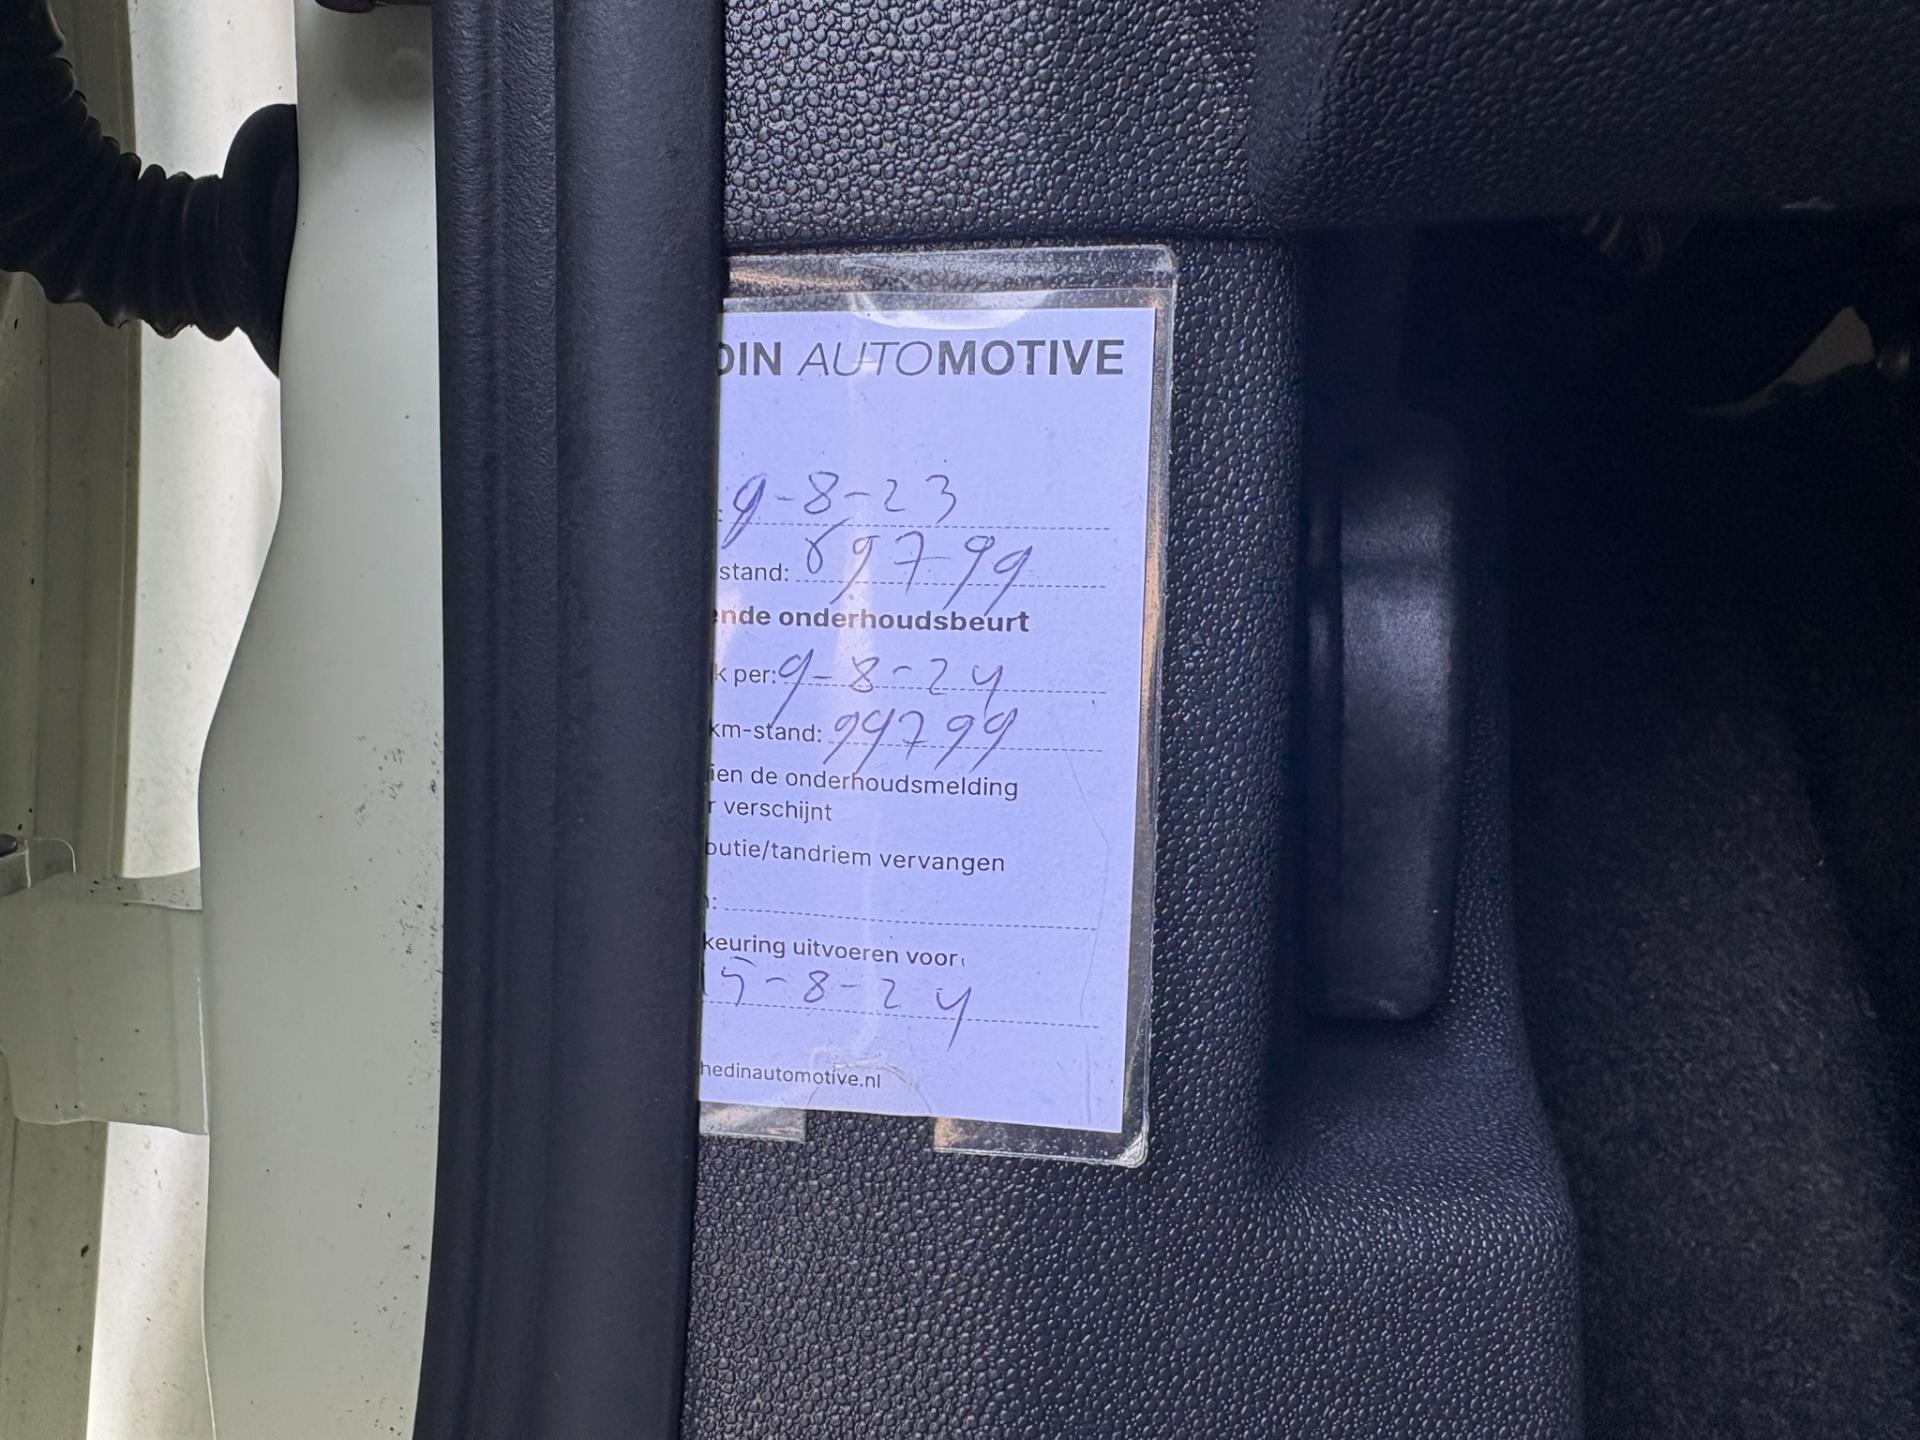 DIN AUTOMOTIVE
: 9-8-23
stand: 69799
ende onderhoudsbeurt
k per: 9-8-24
km-stand: 99799
ien de onderhoudsmelding
r verschijnt
butie/tandriem vervangen
n:
keuring uitvoeren voor
15-8-24
hedinautomotive.nl